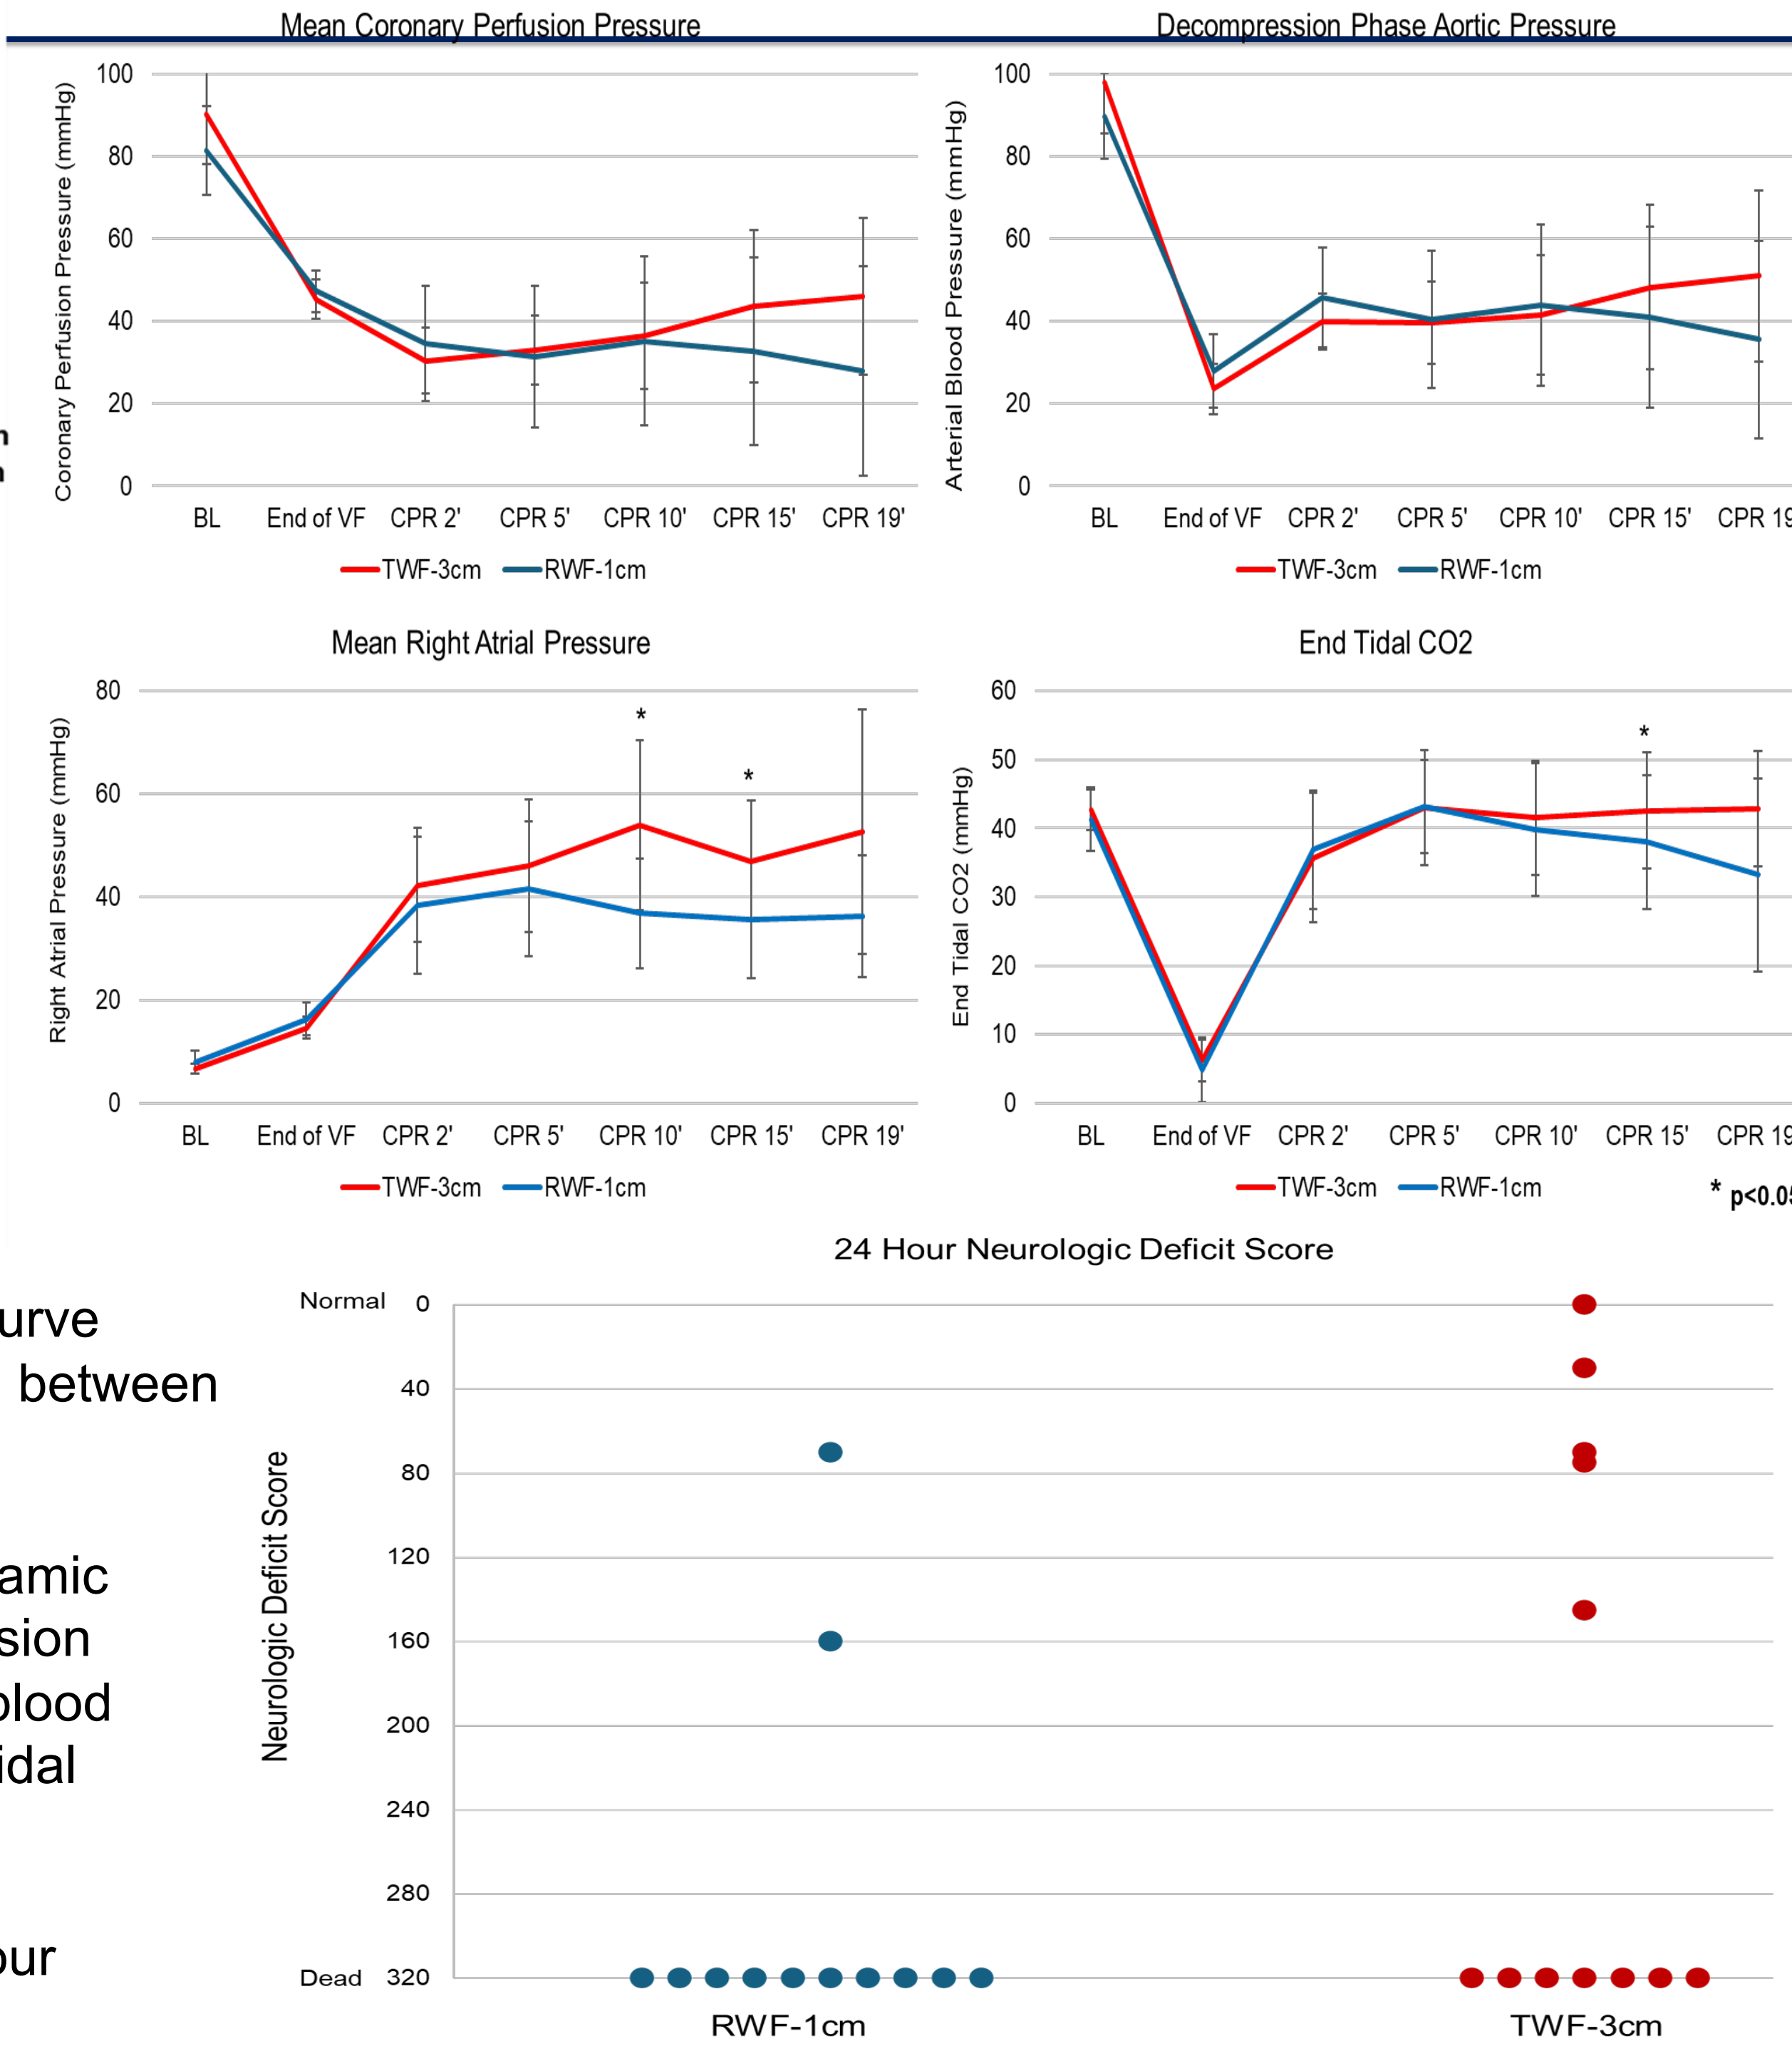 Mean Coronary Perfusion Pressure
Coronary Perfusion Pressure (mmHg)
100
80
60
40
20
0
BL End of VF CPR 2' CPR 5' CPR 10' CPR 15' CPR 19'
TWF-3cm RWF-1cm
Decompression Phase Aortic Pressure
Arterial Blood Pressure (mmHg)
100
80
60
40
20
0
BL End of VF CPR 2' CPR 5' CPR 10' CPR 15' CPR 19
TWF-3cm RWF-1cm
Mean Right Atrial Pressure
Right Atrial Pressure (mmHg)
80
60
40
20
0
*
*
BL End of VF CPR 2' CPR 5' CPR 10' CPR 15' CPR 19'
TWF-3cm RWF-1cm
End Tidal CO2
End Tidal CO2 (mmHg)
60
50
40
30
20
10
0
*
BL End of VF CPR 2' CPR 5' CPR 10' CPR 15' CPR 19
TWF-3cm RWF-1cm
* p<0.05
urve
between
amic
sion
blood
idal
our
24 Hour Neurologic Deficit Score
Neurologic Deficit Score
Normal 0
40
80
120
160
200
240
280
Dead 320
RWF-1cm TWF-3cm